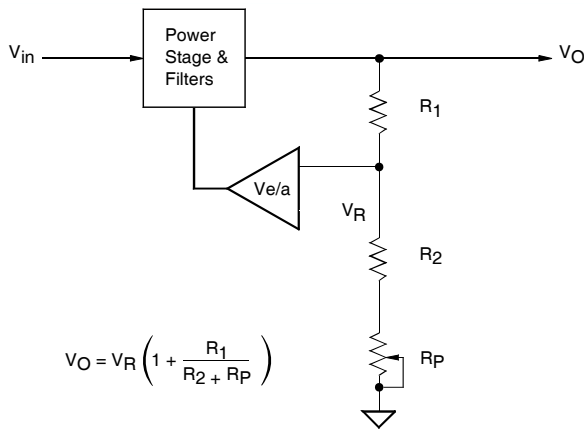 Vin
Power
Stage &
Filters
VO
R1
Ve/a
VR
R2
RP
VO = VR ( 1 + R1 / R2 + RP )